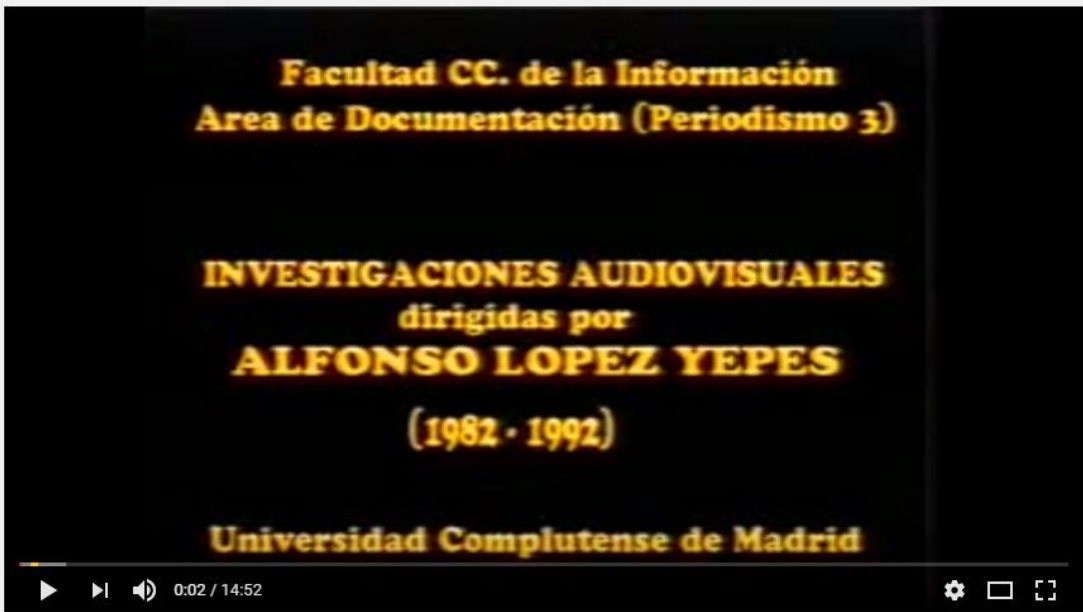 Facultad CC. de la Información
Area de Documentación (Periodismo 3)
INVESTIGACIONES AUDIOVISUALES
dirigidas por
ALFONSO LOPEZ YEPES
(1982 - 1992)
Universidad Complutense de Madrid
0:02 / 14:52